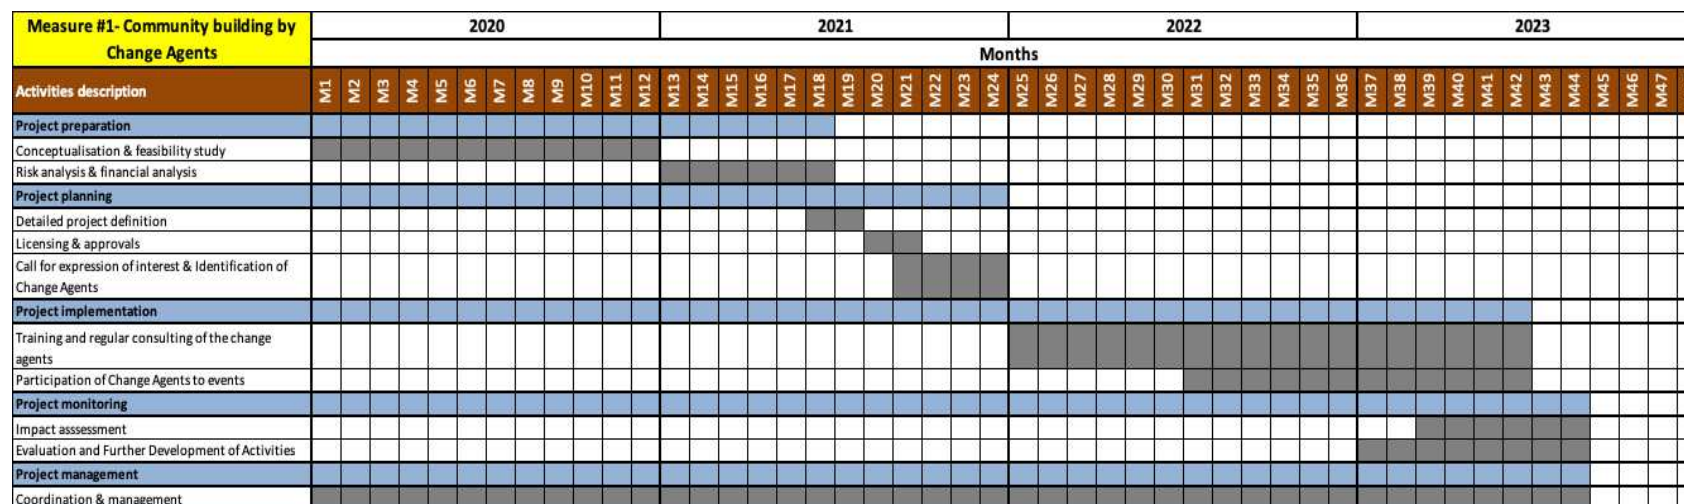 Measure #1- Community building by
Change Agents
2020 2021 2022 2023
Months
Activities description M1 M2 M3 M4 M5 M6 M7 M8 M9 M10 M11 M12 M13 M14 M15 M16 M17 M18 M19 M20 M21 M22 M23 M24 M25 M26 M27 M28 M29 M30 M31 M32 M33 M34 M35 M36 M37 M38 M39 M40 M41 M42 M43 M44 M45 M46 M47
Project preparation
Conceptualisation & feasibility study
Risk analysis & financial analysis
Project planning
Detailed project definition
Licensing & approvals
Call for expression of interest & Identification of
Change Agents
Project implementation
Training and regular consulting of the change
agents
Participation of Change Agents to events
Project monitoring
Impact asssessment
Evaluation and Further Development of Activities
Project management
Coordination & management